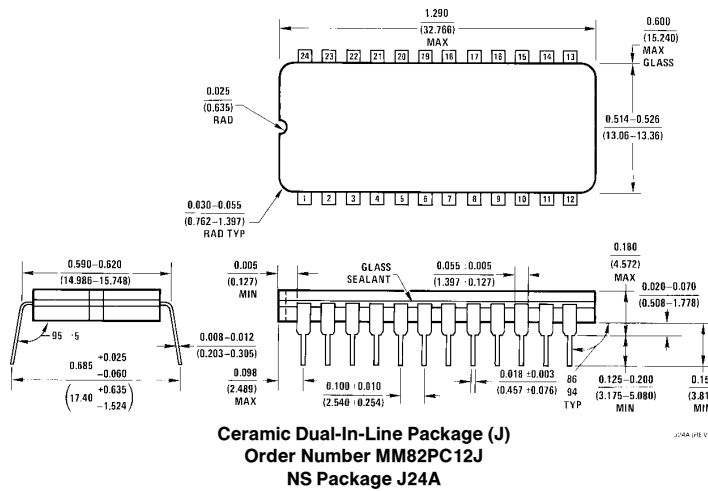 1.290
(32.766)
MAX
0.600
(15.240)
MAX
GLASS
24 23 22 21 20 19 18 17 16 15 14 13
0.025
(0.635)
RAD
0.514–0.526
(13.06–13.36)
0.030–0.055
(0.762–1.397)
RAD TYP
1 2 3 4 5 6 7 8 9 10 11 12
0.590–0.620
(14.986–15.748)
0.005
(0.127)
MIN
GLASS
SEALANT
0.055 ±0.005
(1.397 ±0.127)
0.180
(4.572)
MAX
0.020–0.070
(0.508–1.778)
95 ·5
0.008–0.012
(0.203–0.305)
0.685 +0.025
–0.060
(17.40 +0.635
–1.524)
0.098
(2.489)
MAX
0.100 ±0.010
(2.540 ±0.254)
0.018 ±0.003
(0.457 ±0.076)
86
94
TYP
0.125–0.200
(3.175–5.080)
MIN
0.15
(3.81
MIN
J24A (REV
Ceramic Dual-In-Line Package (J)
Order Number MM82PC12J
NS Package J24A